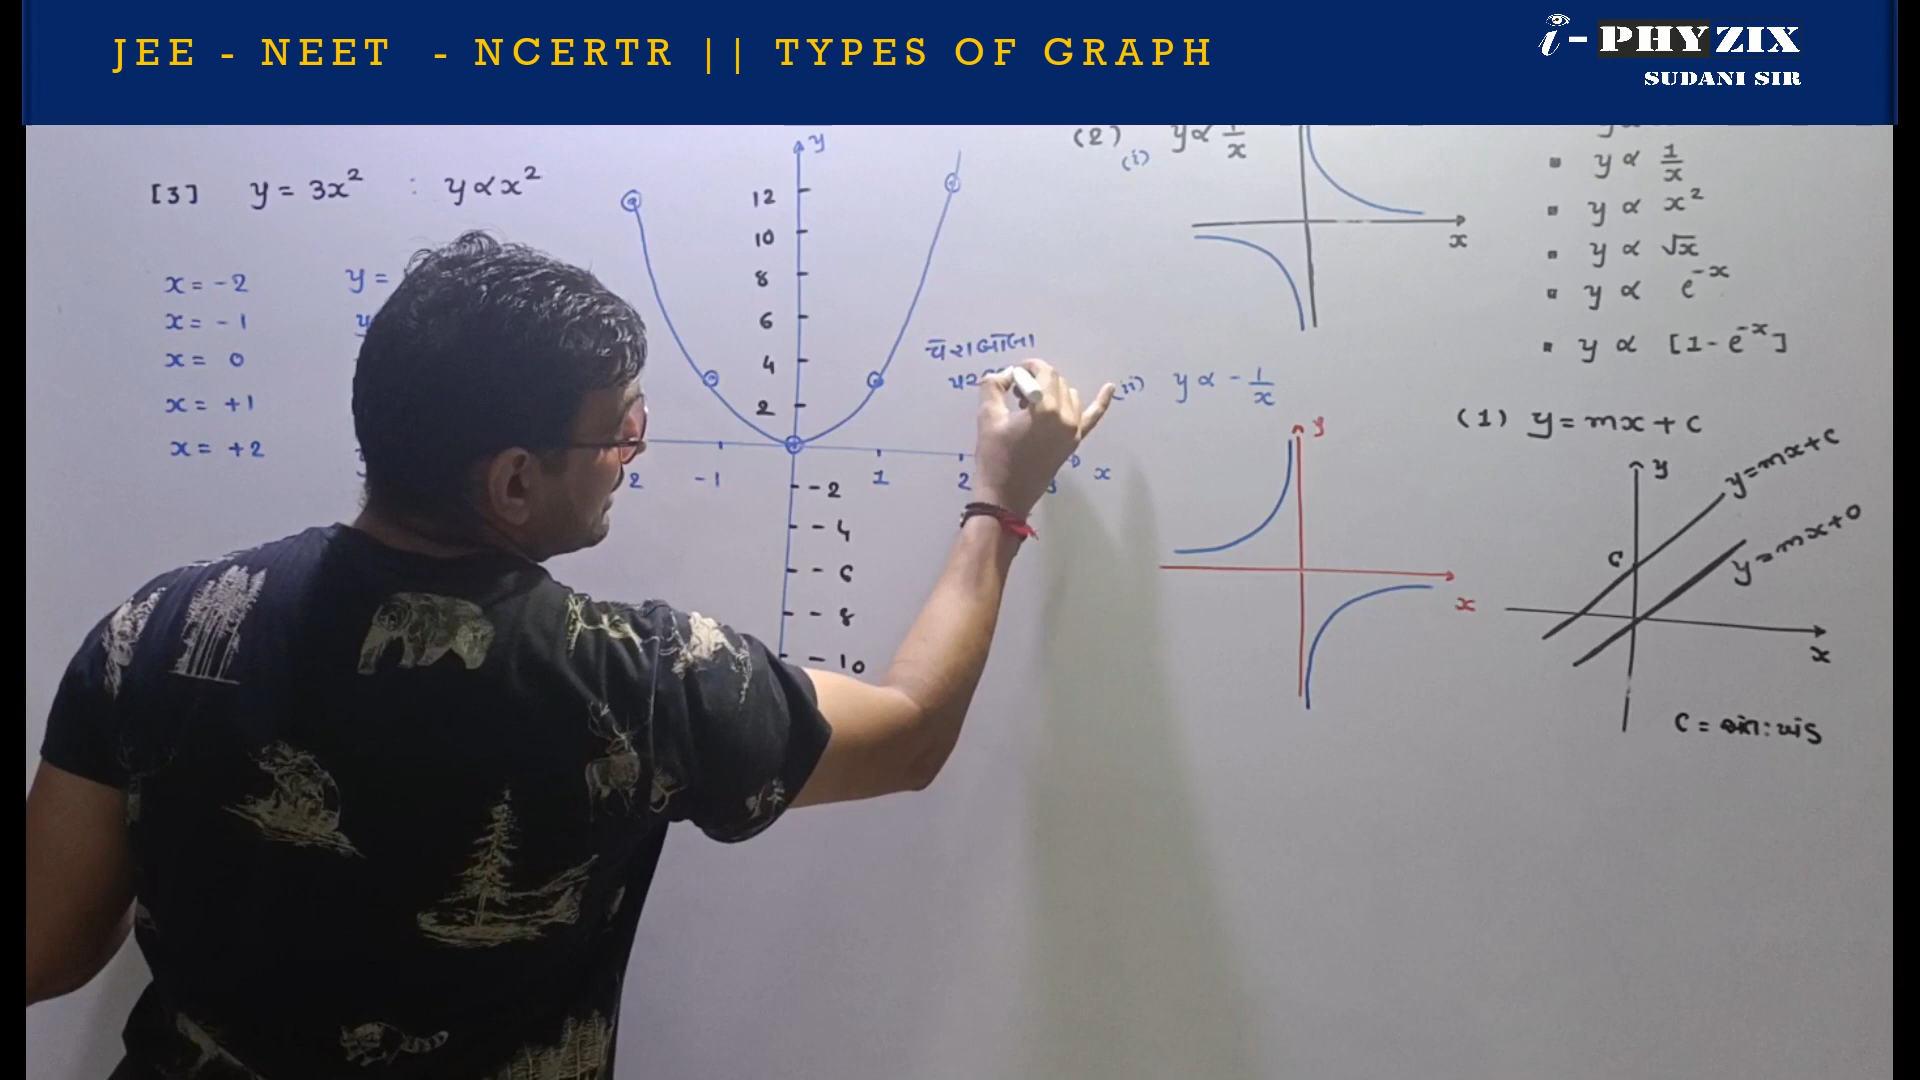 JEE - NEET - NCERTR || TYPES OF GRAPH
i-PHYZIX
SUDANI SIR
[3] y = 3x² : y ∝ x²
x = -2 y =
x = -1 y
x = 0
x = +1
x = +2
y
12
10
8
6
4
2
2 -1 1 2 3 x
-2
-4
-6
-8
-10
પેરાબોલા
(2) (i) y ∝ 1/x
x
(ii) y ∝ - 1/x
y
x
▪ y ∝ 1/x
▪ y ∝ x²
▪ y ∝ √x
▪ y ∝ e^-x
▪ y ∝ [1 - e^-x]
(1) y = mx + c
y
y = mx + c
c
y = mx + 0
x
C = અંત:ખંડ